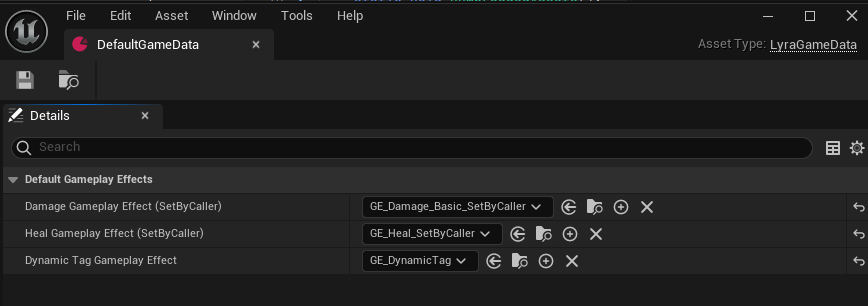 File Edit Asset Window Tools Help
DefaultGameData
Asset Type: LyraGameData
Details
Search
Default Gameplay Effects
Damage Gameplay Effect (SetByCaller) GE_Damage_Basic_SetByCaller
Heal Gameplay Effect (SetByCaller) GE_Heal_SetByCaller
Dynamic Tag Gameplay Effect GE_DynamicTag